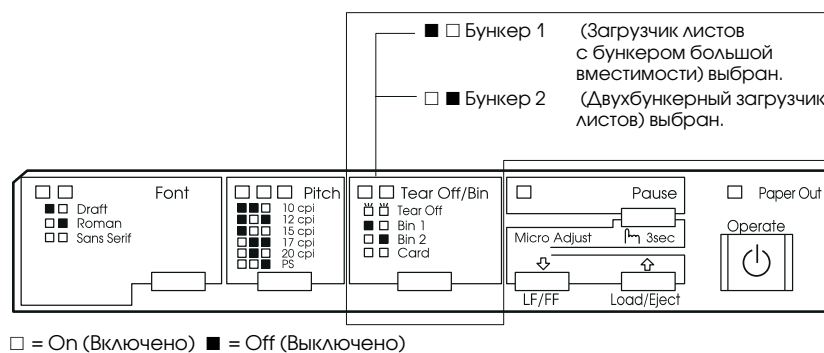 ■ □ Бункер 1 (Загрузчик листов
с бункером большой
вместимости) выбран.
□ ■ Бункер 2 (Двухбункерный загрузчик
листов) выбран.
□ □ Font
■ □ Draft
□ ■ Roman
□ □ Sans Serif
□ □ □ Pitch
■ ■ □ 10 cpi
■ □ ■ 12 cpi
■ □ □ 15 cpi
□ ■ ■ 17 cpi
□ ■ □ 20 cpi
□ □ ■ PS
□ □ Tear Off/Bin
Tear Off
■ □ Bin 1
□ ■ Bin 2
□ □ Card
□ Pause
Micro Adjust 3sec
LF/FF Load/Eject
□ Paper Out
Operate
□ = On (Включено) ■ = Off (Выключено)